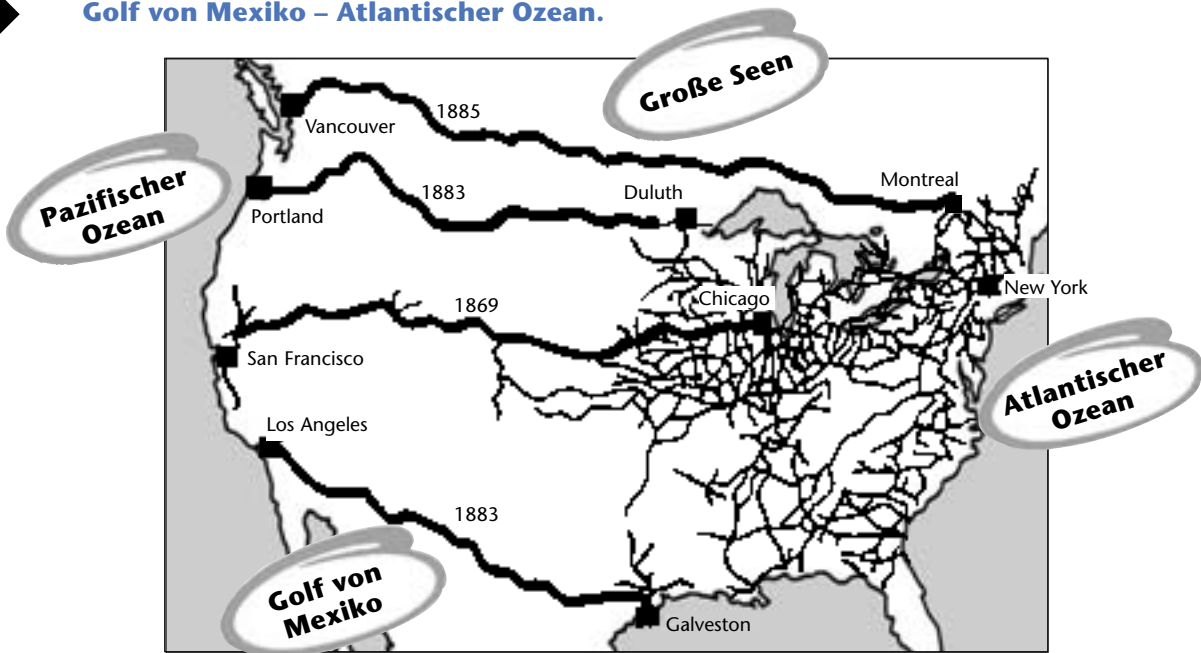 Golf von Mexiko – Atlantischer Ozean.
Große Seen
1885
Vancouver
Pazifischer
Ozean
Montreal
1883
Duluth
Portland
New York
Chicago
1869
San Francisco
Atlantischer
Ozean
Los Angeles
1883
Golf von
Mexiko
Galveston